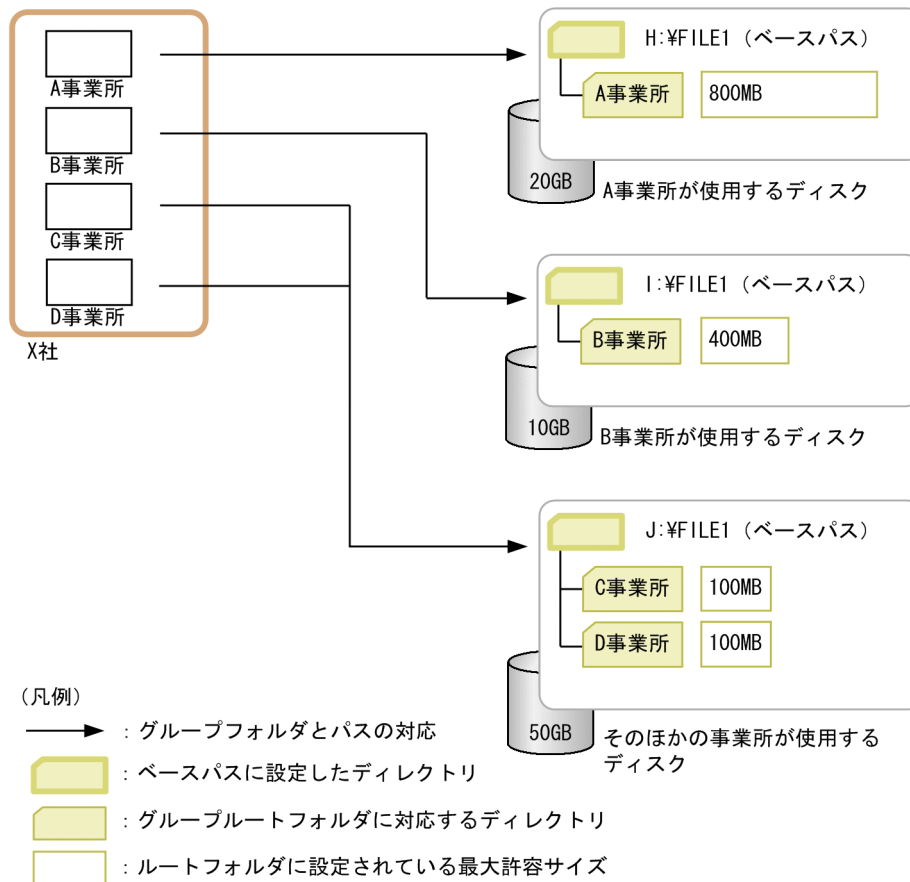 A事業所
B事業所
C事業所
D事業所
X社
H:¥FILE1（ベースパス）
A事業所
800MB
20GB
A事業所が使用するディスク
I:¥FILE1（ベースパス）
B事業所
400MB
10GB
B事業所が使用するディスク
J:¥FILE1（ベースパス）
C事業所
100MB
D事業所
100MB
50GB
そのほかの事業所が使用する
ディスク
（凡例）
：グループフォルダとパスの対応
：ベースパスに設定したディレクトリ
：グループルートフォルダに対応するディレクトリ
：ルートフォルダに設定されている最大許容サイズ